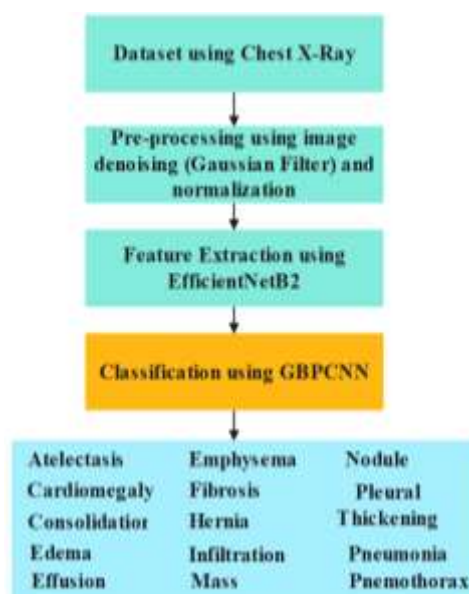 Dataset using Chest X-Ray
Pre-processing using image
denoising (Gaussian Filter) and
normalization
Feature Extraction using
EfficientNetB2
Classification using GBPCNN
Atelectasis
Cardiomegaly
Consolidation
Edema
Effusion
Emphysema
Fibrosis
Hernia
Infiltration
Mass
Nodule
Pleural
Thickening
Pneumonia
Pnemothorax